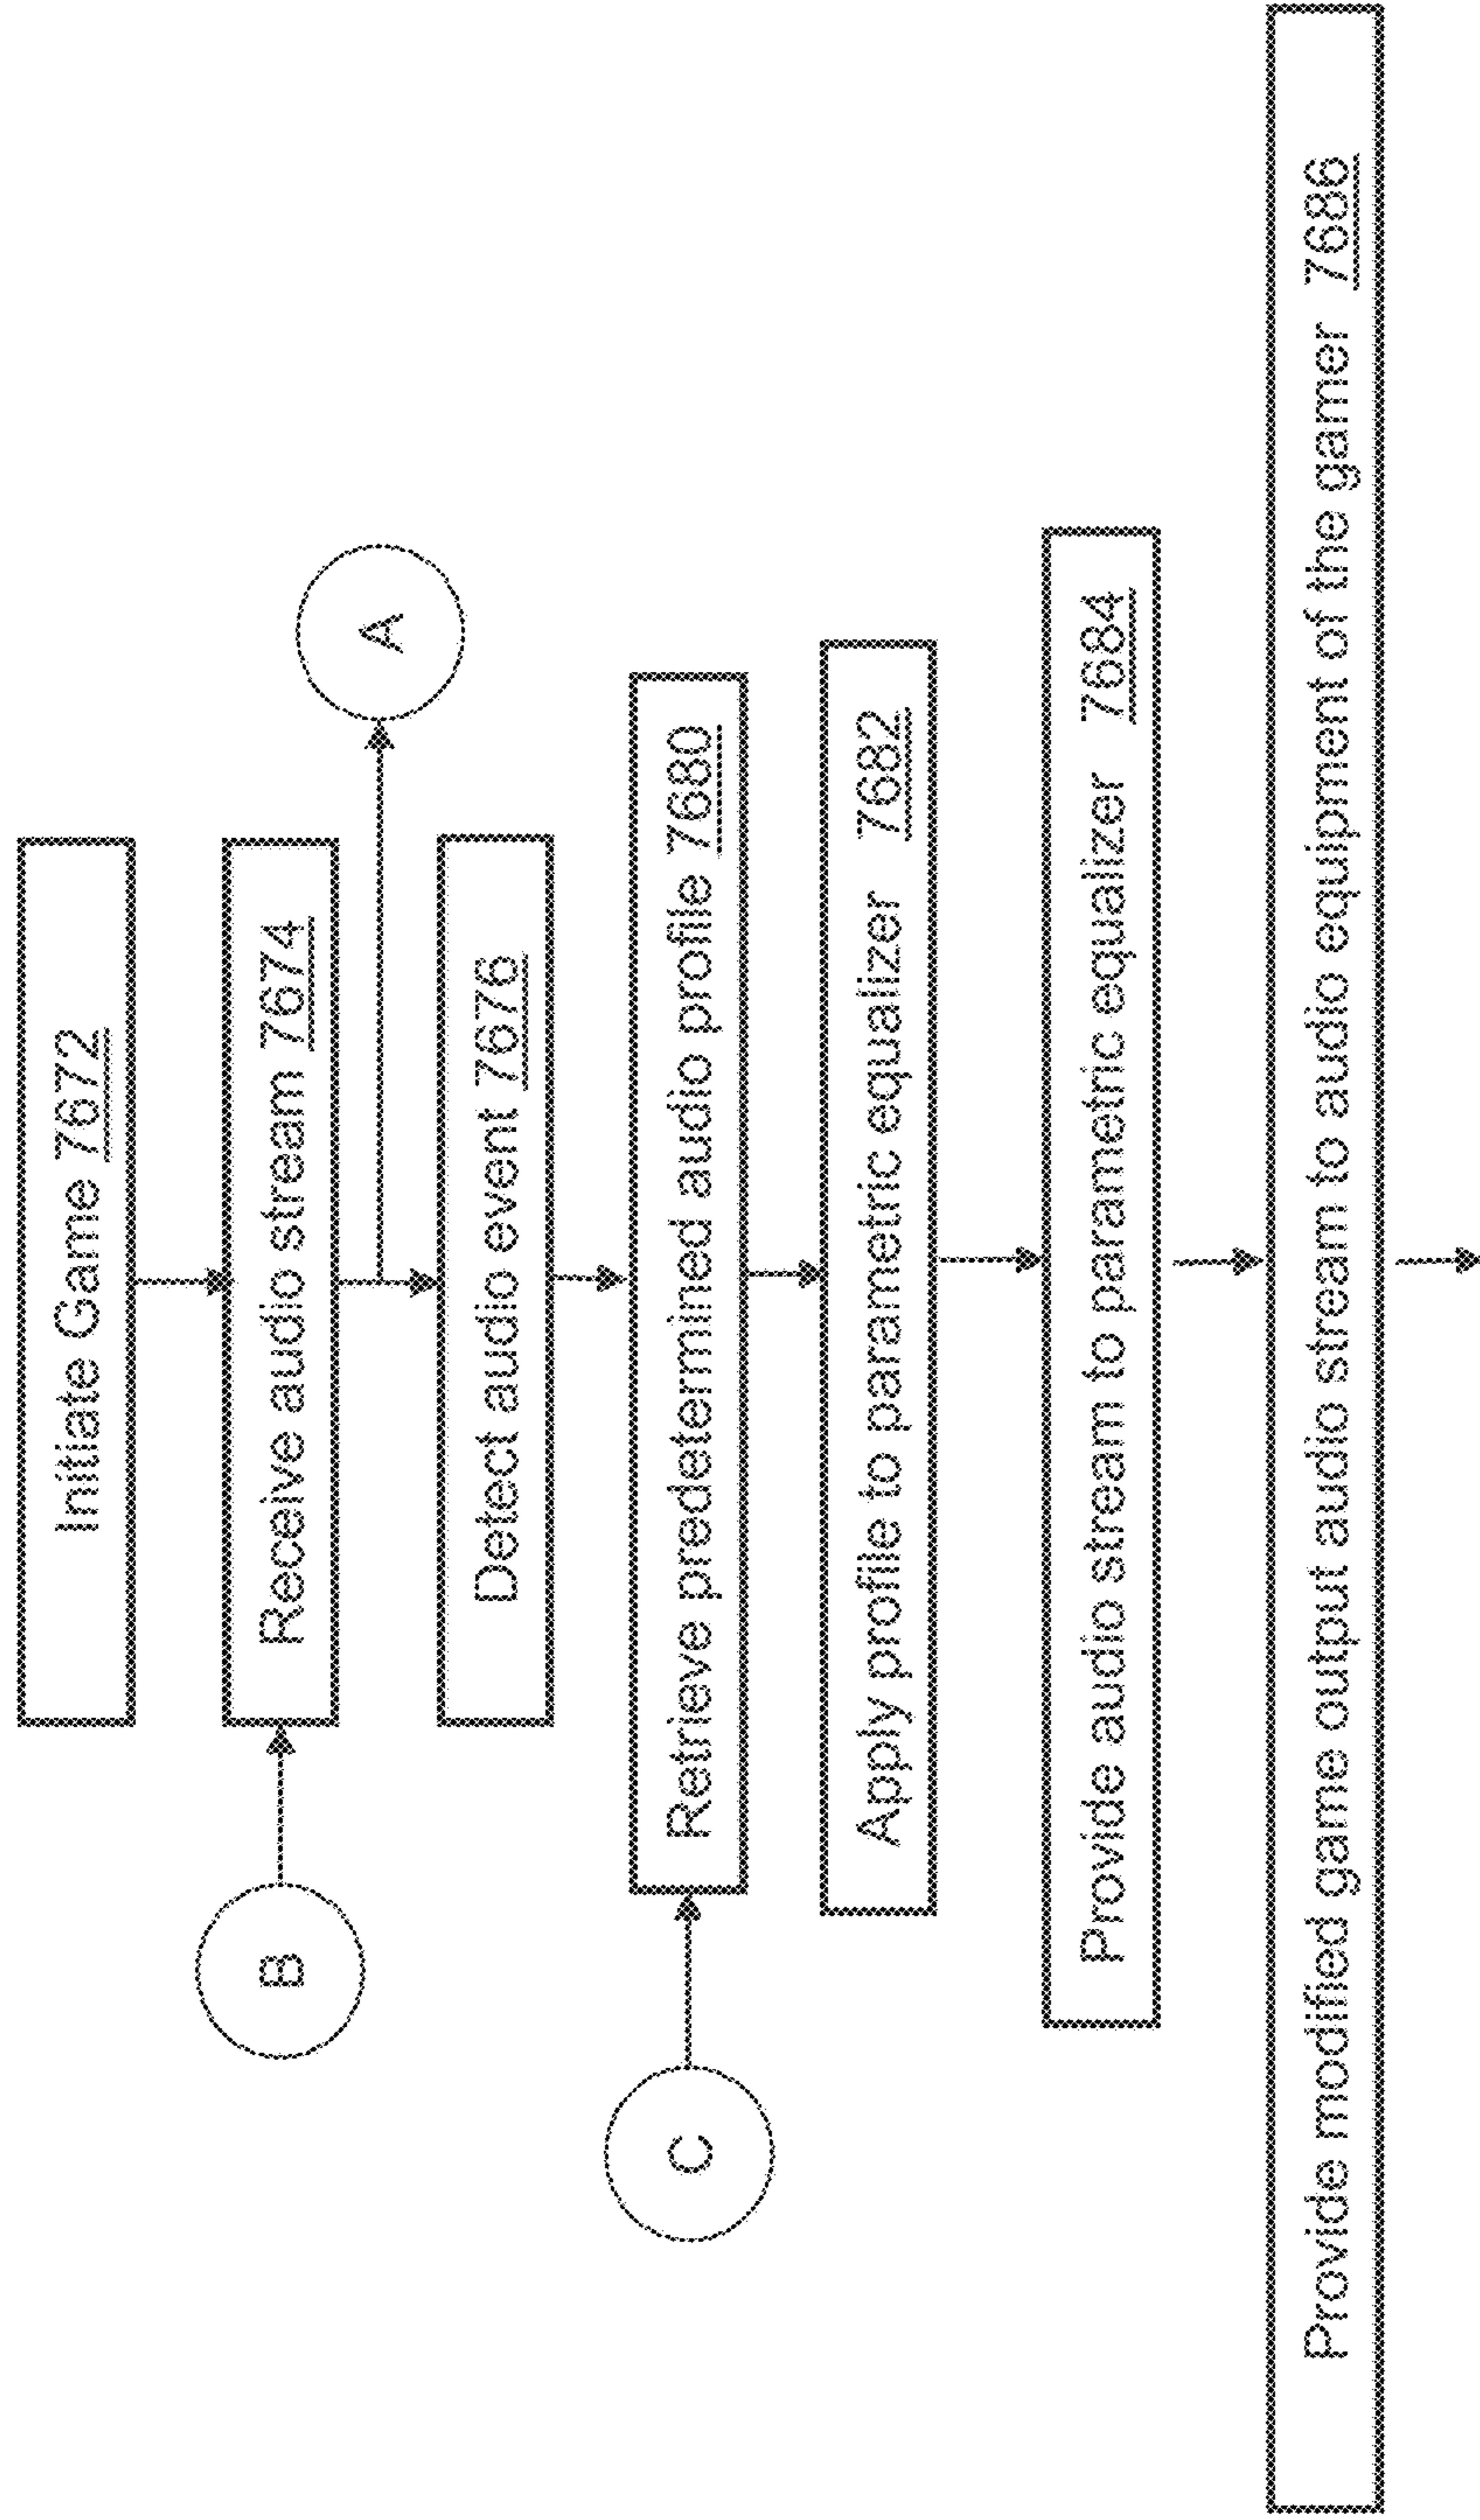 Initiate Game 7672
B
Receive audio stream 7674
A
Detect audio event 7676
C
Retrieve predetermined audio profile 7680
Apply profile to parametric equalizer 7682
Provide audio stream to parametric equalizer 7684
Provide modified game output audio stream to audio equipment of the gamer 7686